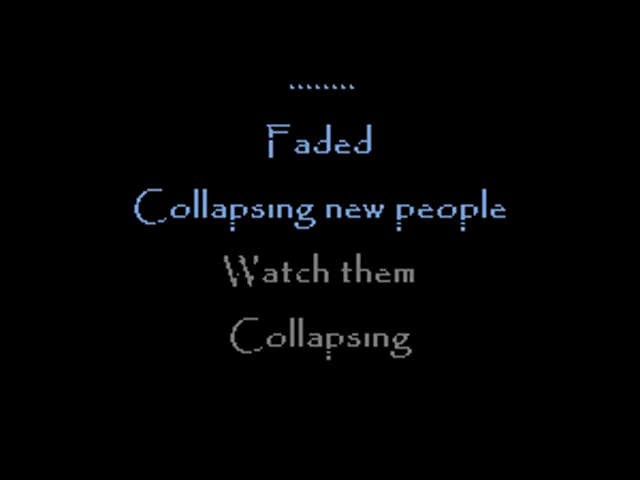 ........
Faded
Collapsing new people
Watch them
Collapsing